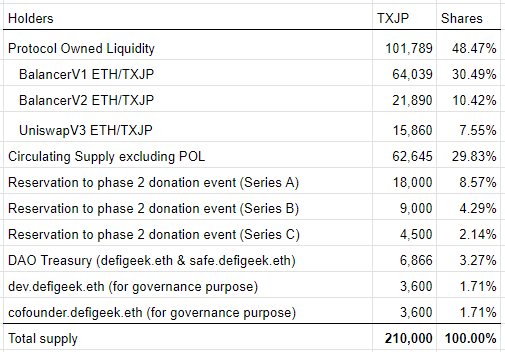 Holders TXJP Shares
Protocol Owned Liquidity 101,789 48.47%
BalancerV1 ETH/TXJP 64,039 30.49%
BalancerV2 ETH/TXJP 21,890 10.42%
UniswapV3 ETH/TXJP 15,860 7.55%
Circulating Supply excluding POL 62,645 29.83%
Reservation to phase 2 donation event (Series A) 18,000 8.57%
Reservation to phase 2 donation event (Series B) 9,000 4.29%
Reservation to phase 2 donation event (Series C) 4,500 2.14%
DAO Treasury (defigeek.eth & safe.defigeek.eth) 6,866 3.27%
dev.defigeek.eth (for governance purpose) 3,600 1.71%
cofounder.defigeek.eth (for governance purpose) 3,600 1.71%
Total supply 210,000 100.00%